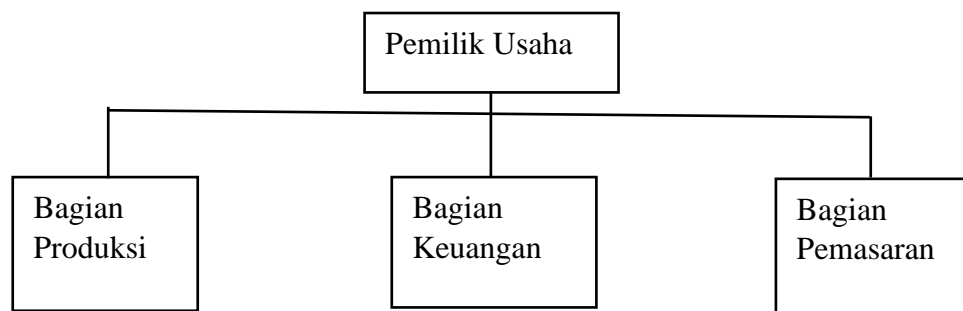 Pemilik Usaha
Bagian
Produksi
Bagian
Keuangan
Bagian
Pemasaran